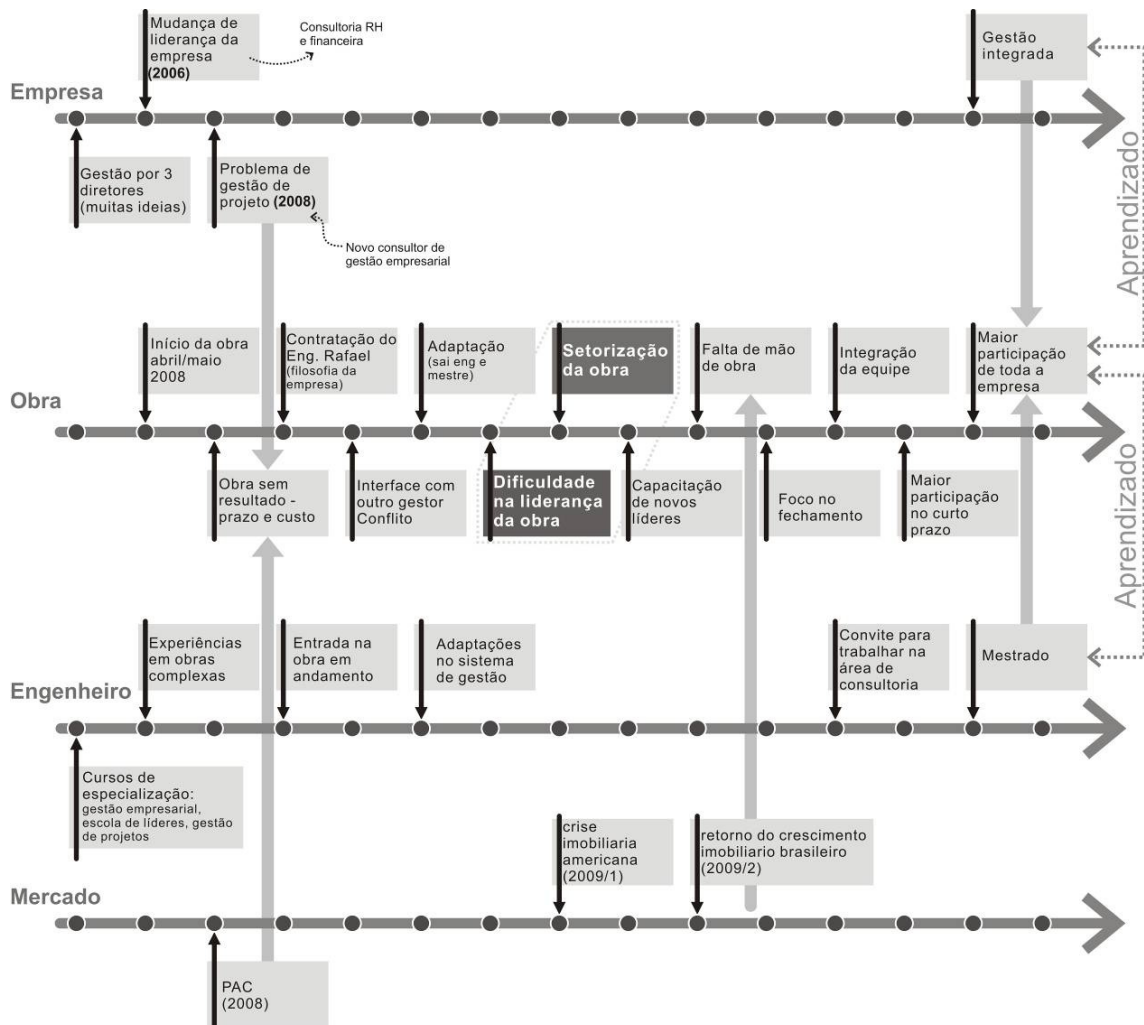 Mudança de
liderança da
empresa
(2006)
Consultoria RH
e financeira
Gestão
integrada
Empresa
Gestão por 3
diretores
(muitas ideias)
Problema de
gestão de
projeto (2008)
Novo consultor de
gestão empresarial
Aprendizado
Início da obra
abril/maio
2008
Contratação do
Eng. Rafael
(filosofia da
empresa)
Adaptação
(sai eng e
mestre)
Setorização
da obra
Falta de mão
de obra
Integração
da equipe
Maior
participação
de toda a
empresa
Obra
Obra sem
resultado -
prazo e custo
Interface com
outro gestor
Conflito
Dificuldade
na liderança
da obra
Capacitação
de novos
líderes
Foco no
fechamento
Maior
participação
no curto
prazo
Aprendizado
Experiências
em obras
complexas
Entrada na
obra em
andamento
Adaptações
no sistema
de gestão
Convite para
trabalhar na
área de
consultoria
Mestrado
Engenheiro
Cursos de
especialização:
gestão empresarial,
escola de líderes, gestão
de projetos
crise
imobiliaria
americana
(2009/1)
retorno do crescimento
imobiliario brasileiro
(2009/2)
Mercado
PAC
(2008)